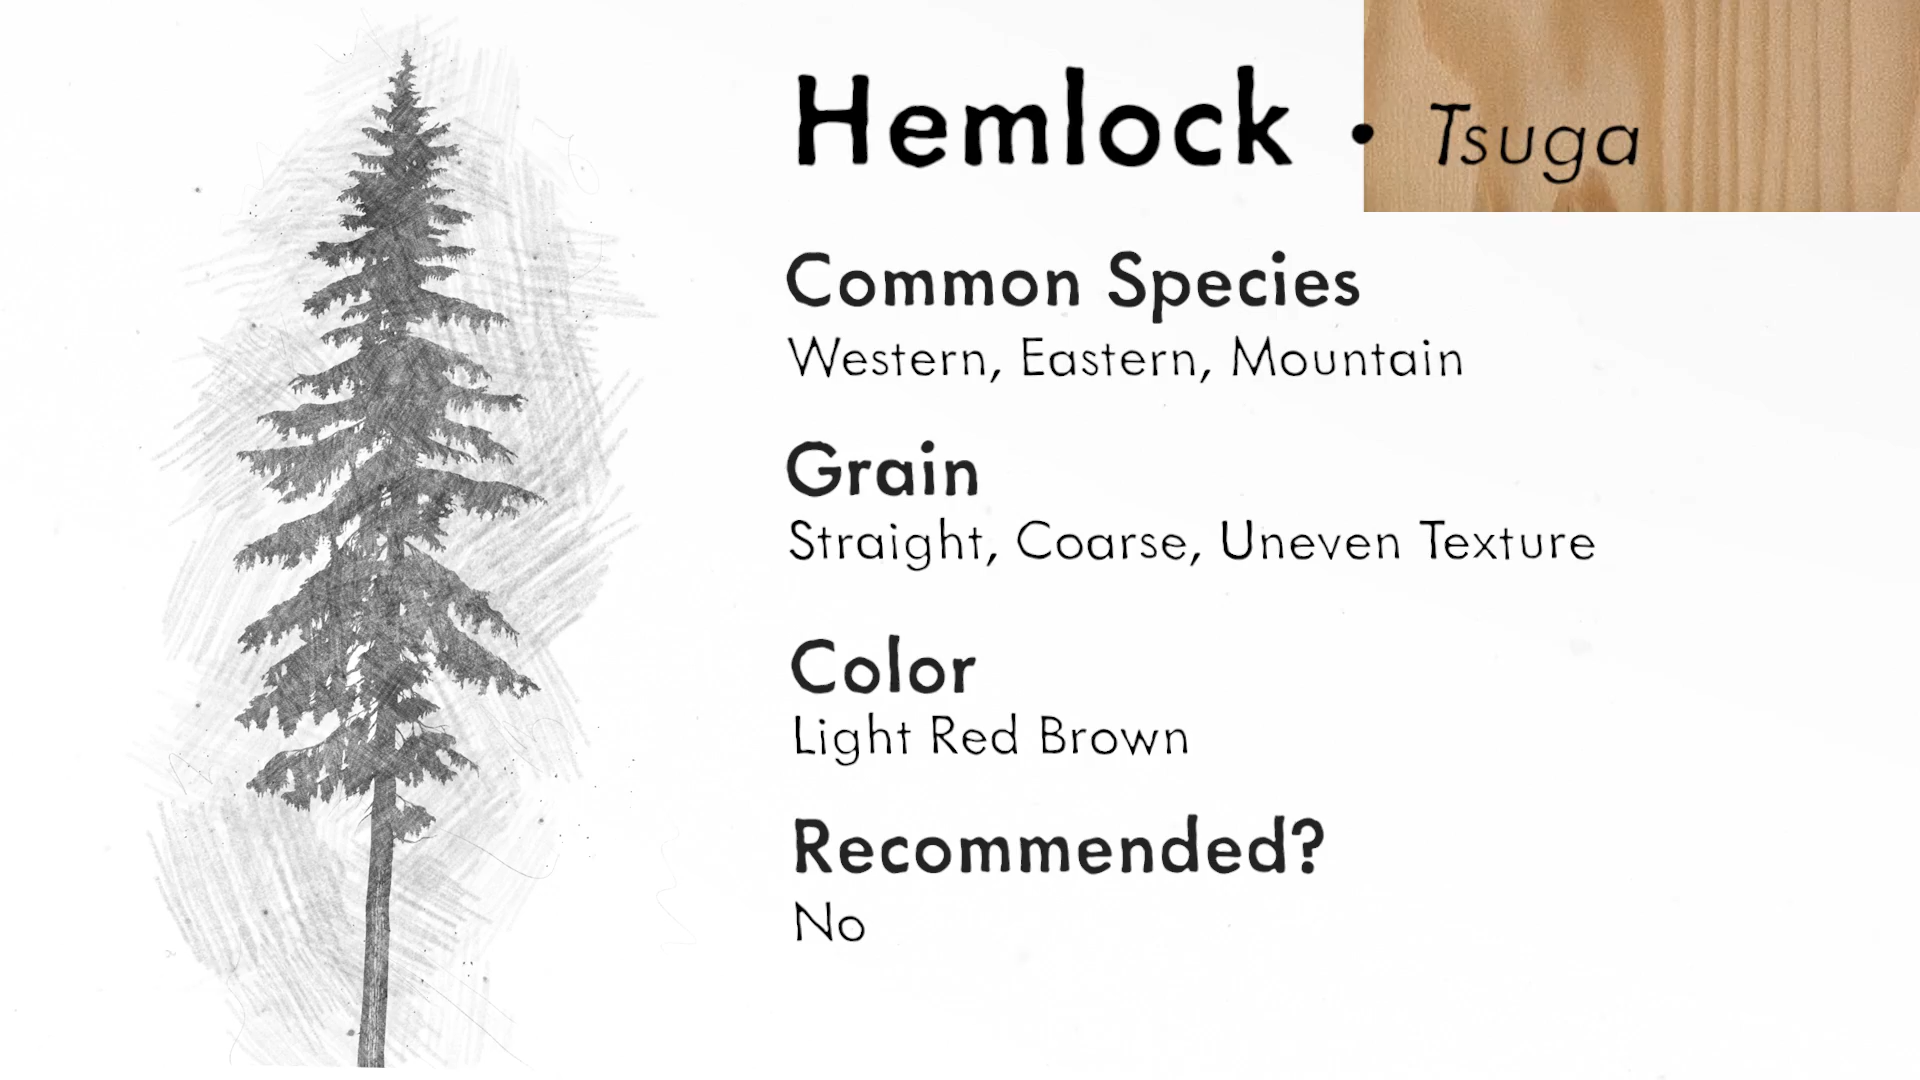 Hemlock • Tsuga
Common Species
Western, Eastern, Mountain
Grain
Straight, Coarse, Uneven Texture
Color
Light Red Brown
Recommended?
No